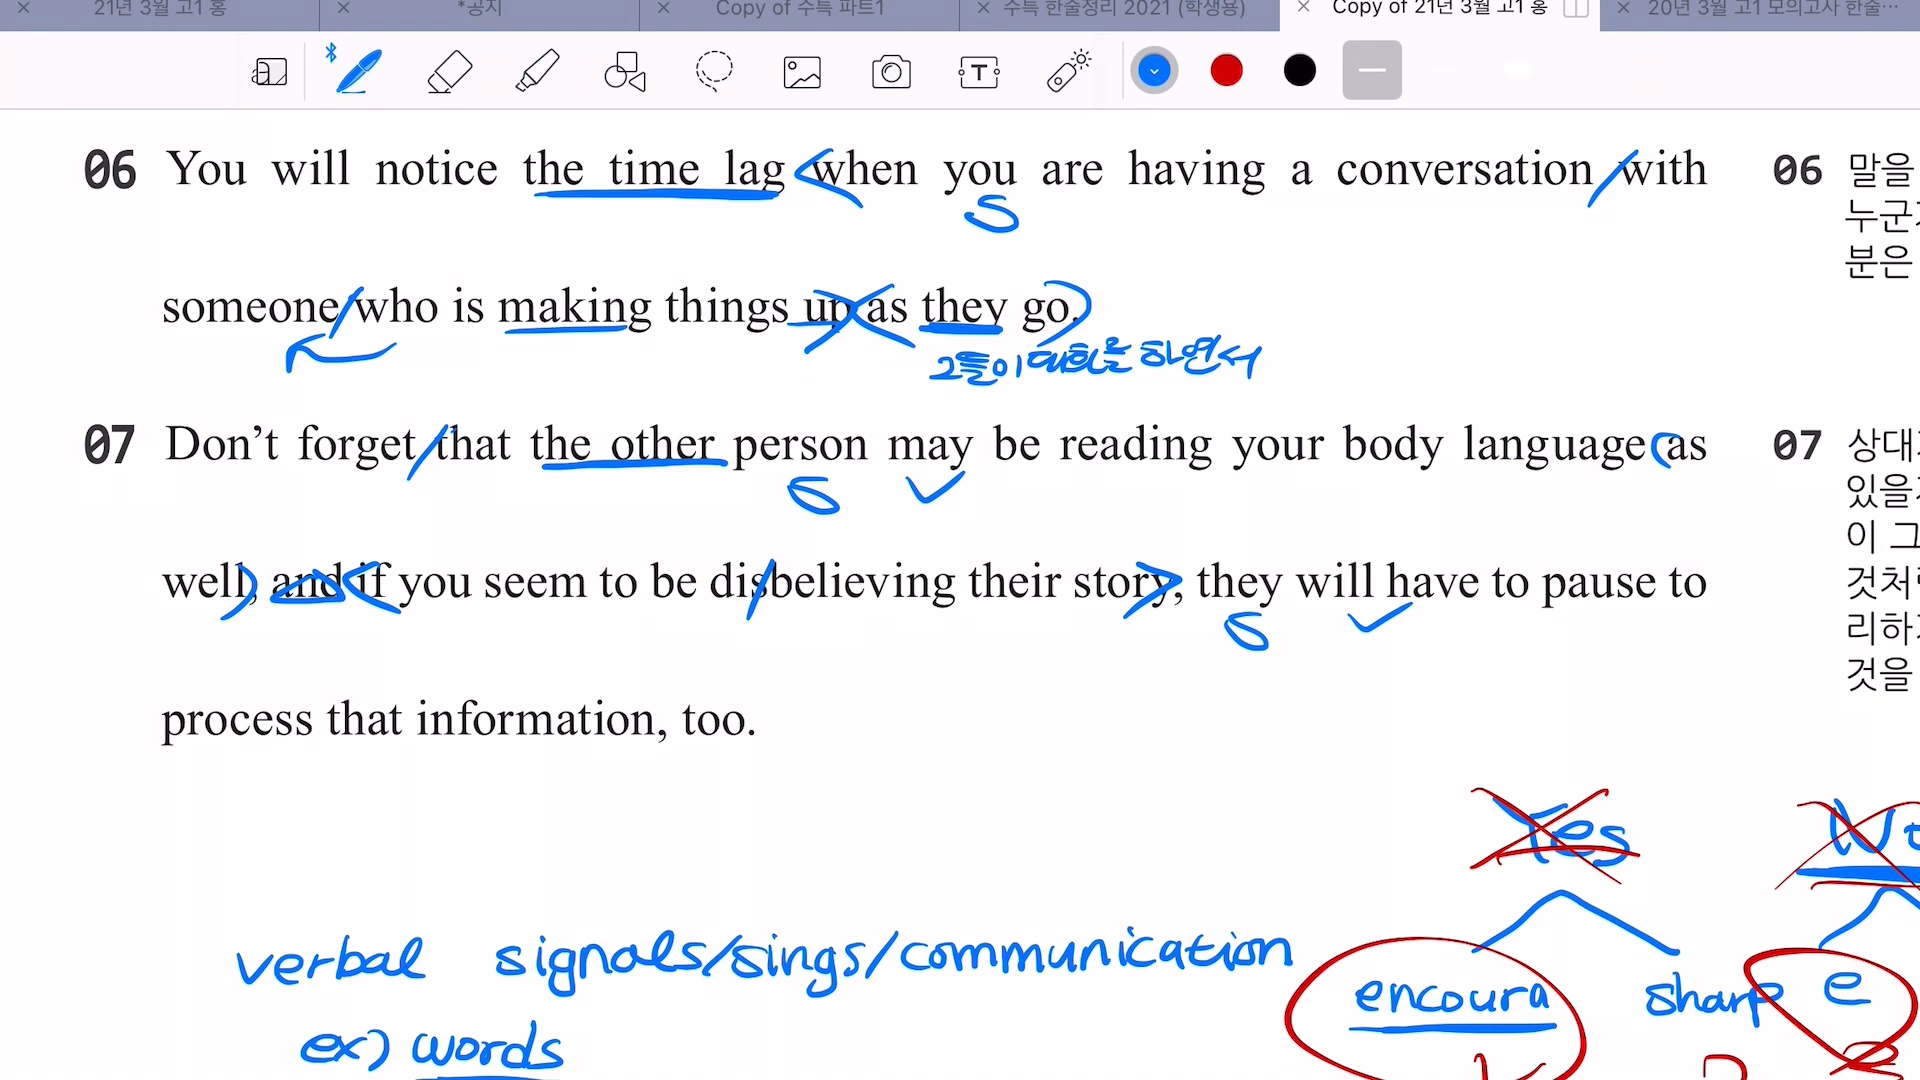 21년 3월 고1 홍
*공지
Copy of 수특 파트1
수특 한술정리 2021 (학생용)
Copy of 21년 3월 고1 홍
20년 3월 고1 모의고사 한술…
06 You will notice the time lag when you are having a conversation with
S
someone who is making things up as they go.
그들이 대화를 하면서
07 Don't forget that the other person may be reading your body language as
S
well, and if you seem to be disbelieving their story, they will have to pause to
S
process that information, too.
06 말을
누군가
분은
07 상대
있을
이 그
것처럼
리하
것을
Yes
verbal signals/sings/communication
encoura
sharp
e
ex) words